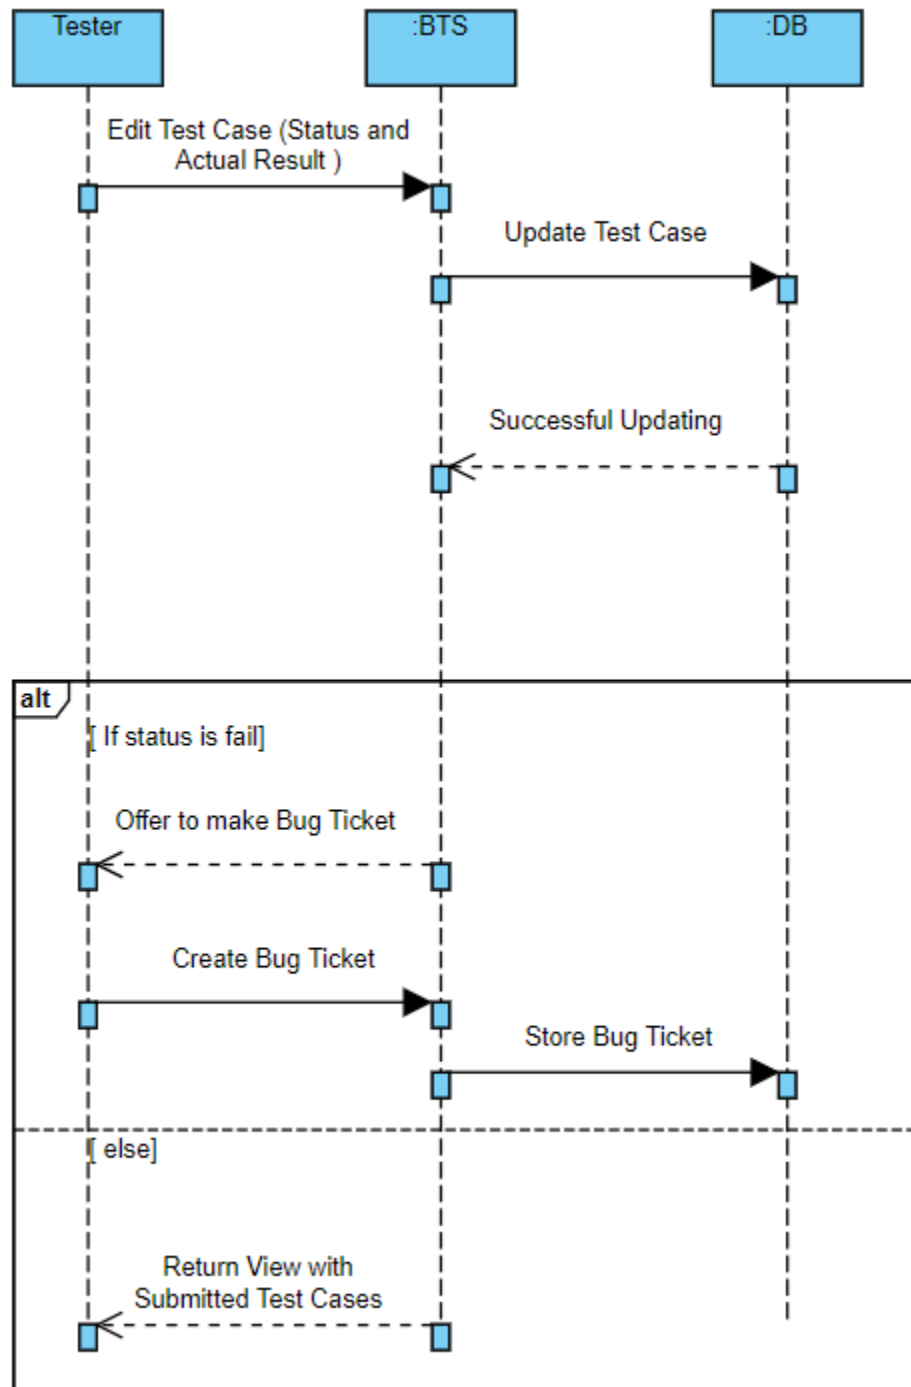 Tester
:BTS
:DB
Edit Test Case (Status and
Actual Result )
Update Test Case
Successful Updating
alt
[ If status is fail]
Offer to make Bug Ticket
Create Bug Ticket
Store Bug Ticket
[ else]
Return View with
Submitted Test Cases